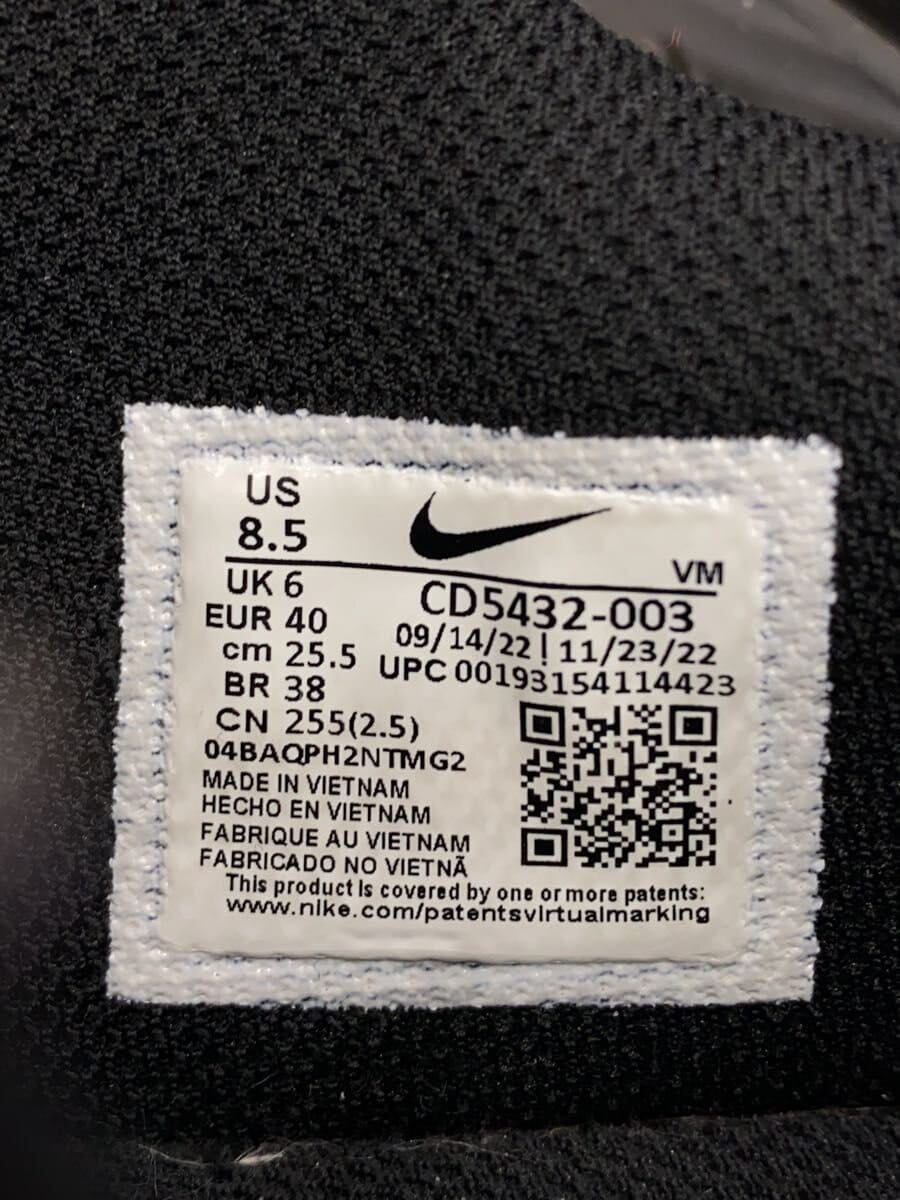 US
8.5
VM
UK 6
CD5432-003
EUR 40
09/14/22 | 11/23/22
cm 25.5
UPC 00193154114423
BR 38
CN 255(2.5)
04BAQPH2NTMG2
MADE IN VIETNAM
HECHO EN VIETNAM
FABRIQUE AU VIETNAM
FABRICADO NO VIETNÃ
This product is covered by one or more patents:
www.nike.com/patentsvirtualmarking